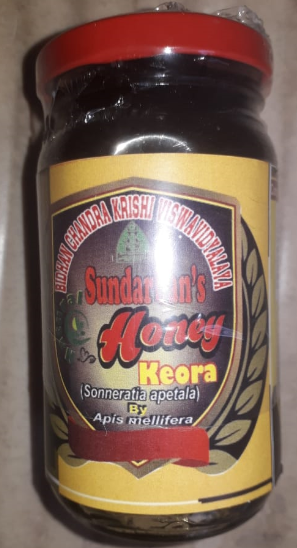 BIDHAN CHANDRA KRISHI VISWAVIDYALAYA
Sundarban's
Honey
Keora
(Sonneratia apetala)
By
Apis mellifera